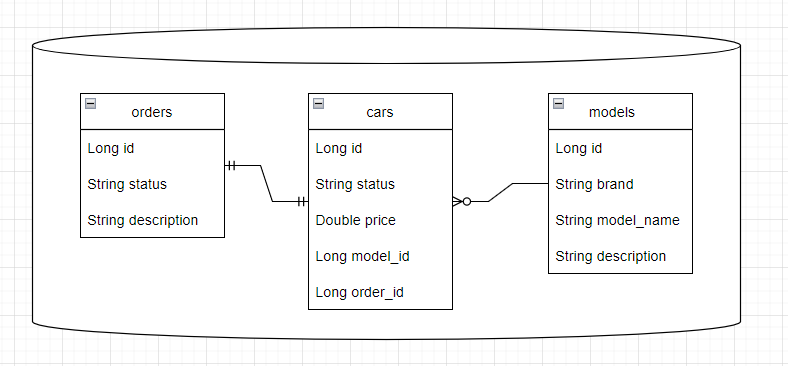 orders
Long id
String status
String description
cars
Long id
String status
Double price
Long model_id
Long order_id
models
Long id
String brand
String model_name
String description